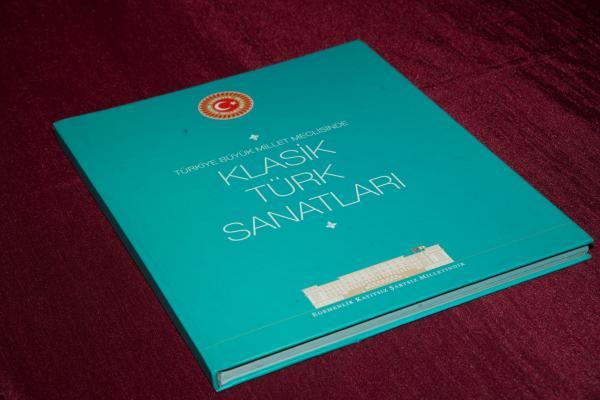 TÜRKİYE BÜYÜK MİLLET MECLİSİNDE
KLASİK
TÜRK
SANATLARI
EGEMENLİK KAYITSIZ ŞARTSIZ MİLLETİNDİR